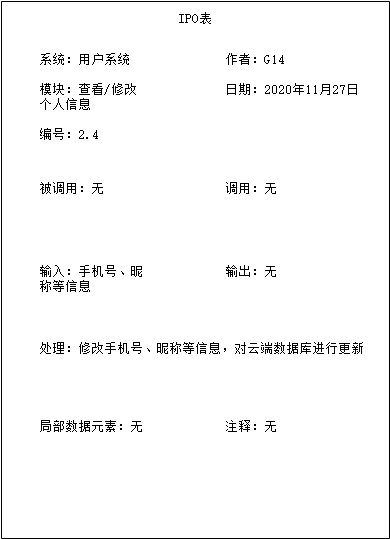 IPO表
系统：用户系统 作者：G14
模块：查看/修改 日期：2020年11月27日
个人信息
编号：2.4
被调用：无 调用：无
输入：手机号、昵 输出：无
称等信息
处理：修改手机号、昵称等信息，对云端数据库进行更新
局部数据元素：无 注释：无